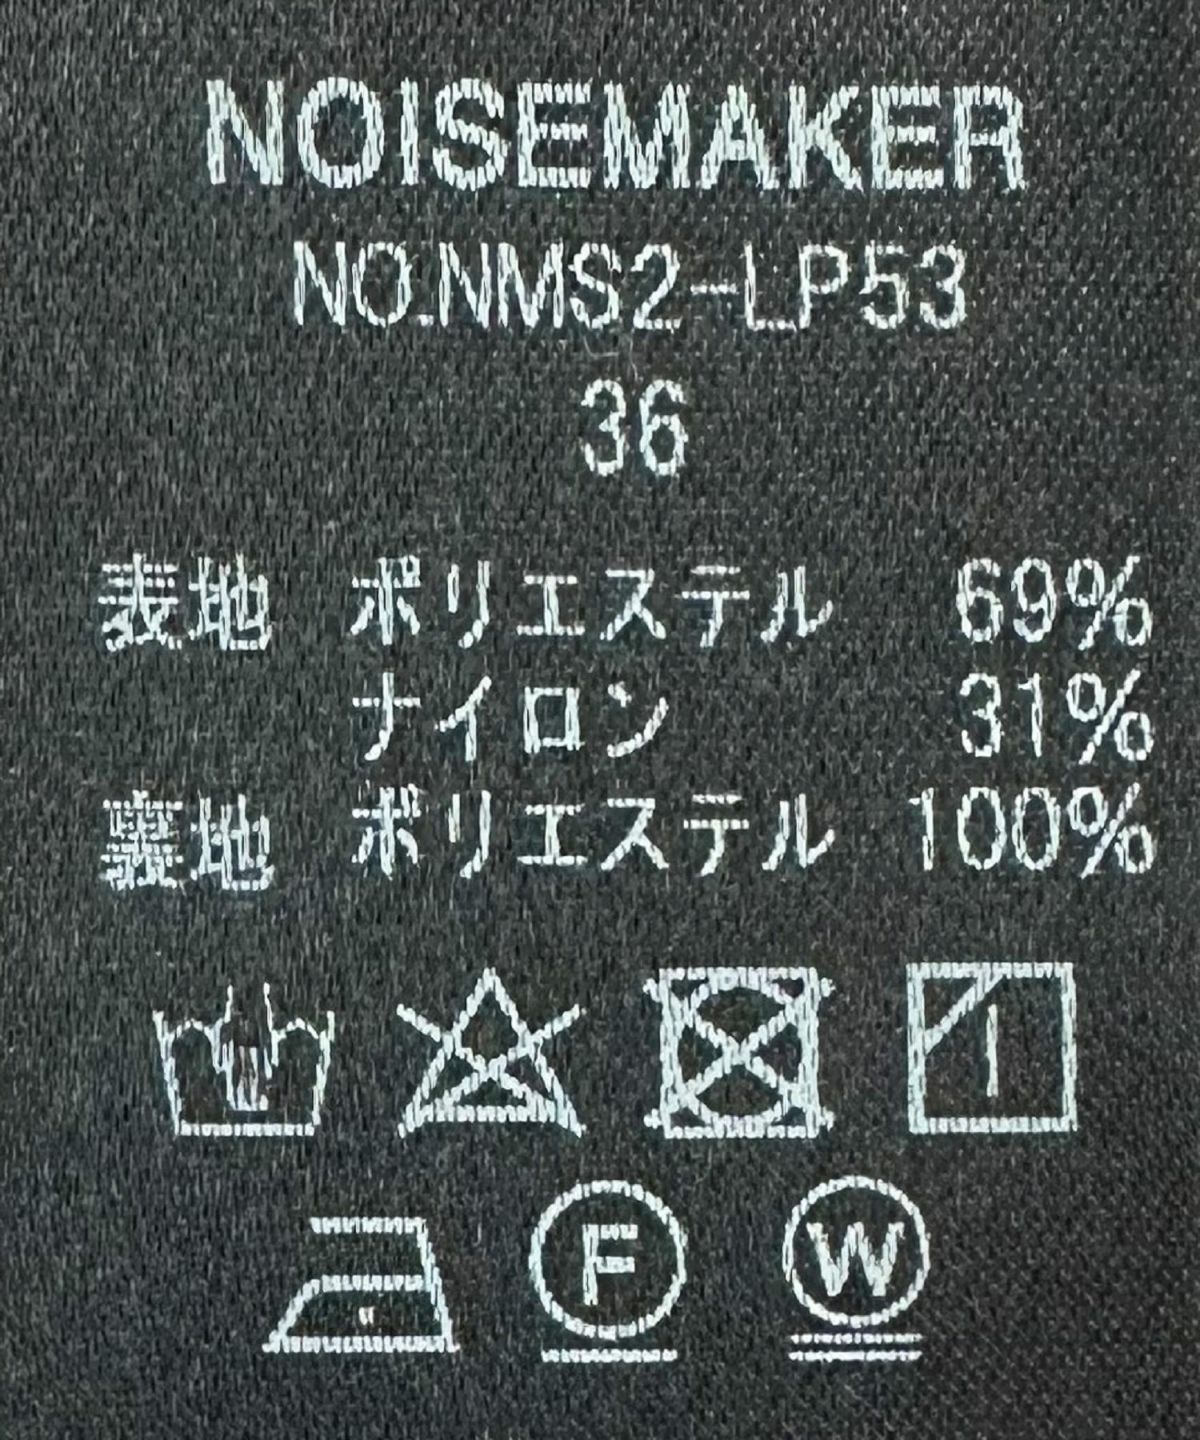 NOISEMAKER
NO.NMS2-LP53
36
表地 ポリエステル 69%
ナイロン 31%
裏地 ポリエステル 100%
F W